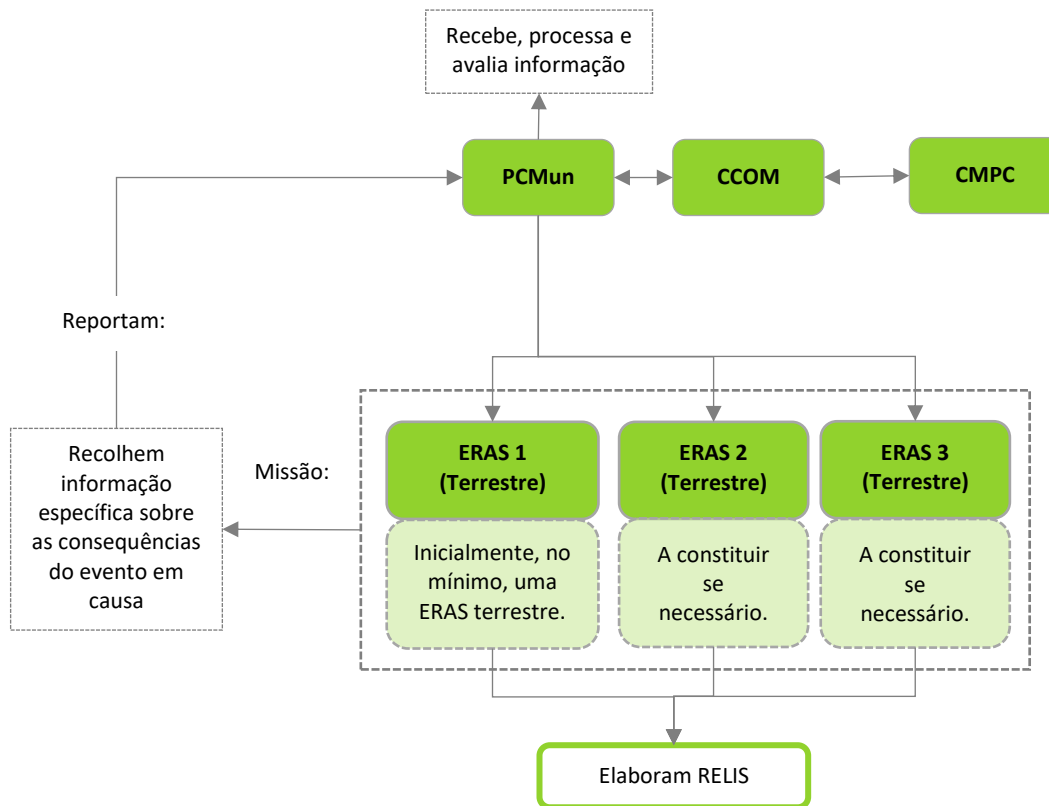 Recebe, processa e
avalia informação
PCMun
CCOM
CMPC
Reportam:
Recolhem
informação
específica sobre
as consequências
do evento em
causa
Missão:
ERAS 1
(Terrestre)
ERAS 2
(Terrestre)
ERAS 3
(Terrestre)
Inicialmente, no
mínimo, uma
ERAS terrestre.
A constituir
se
necessário.
A constituir
se
necessário.
Elaboram RELIS